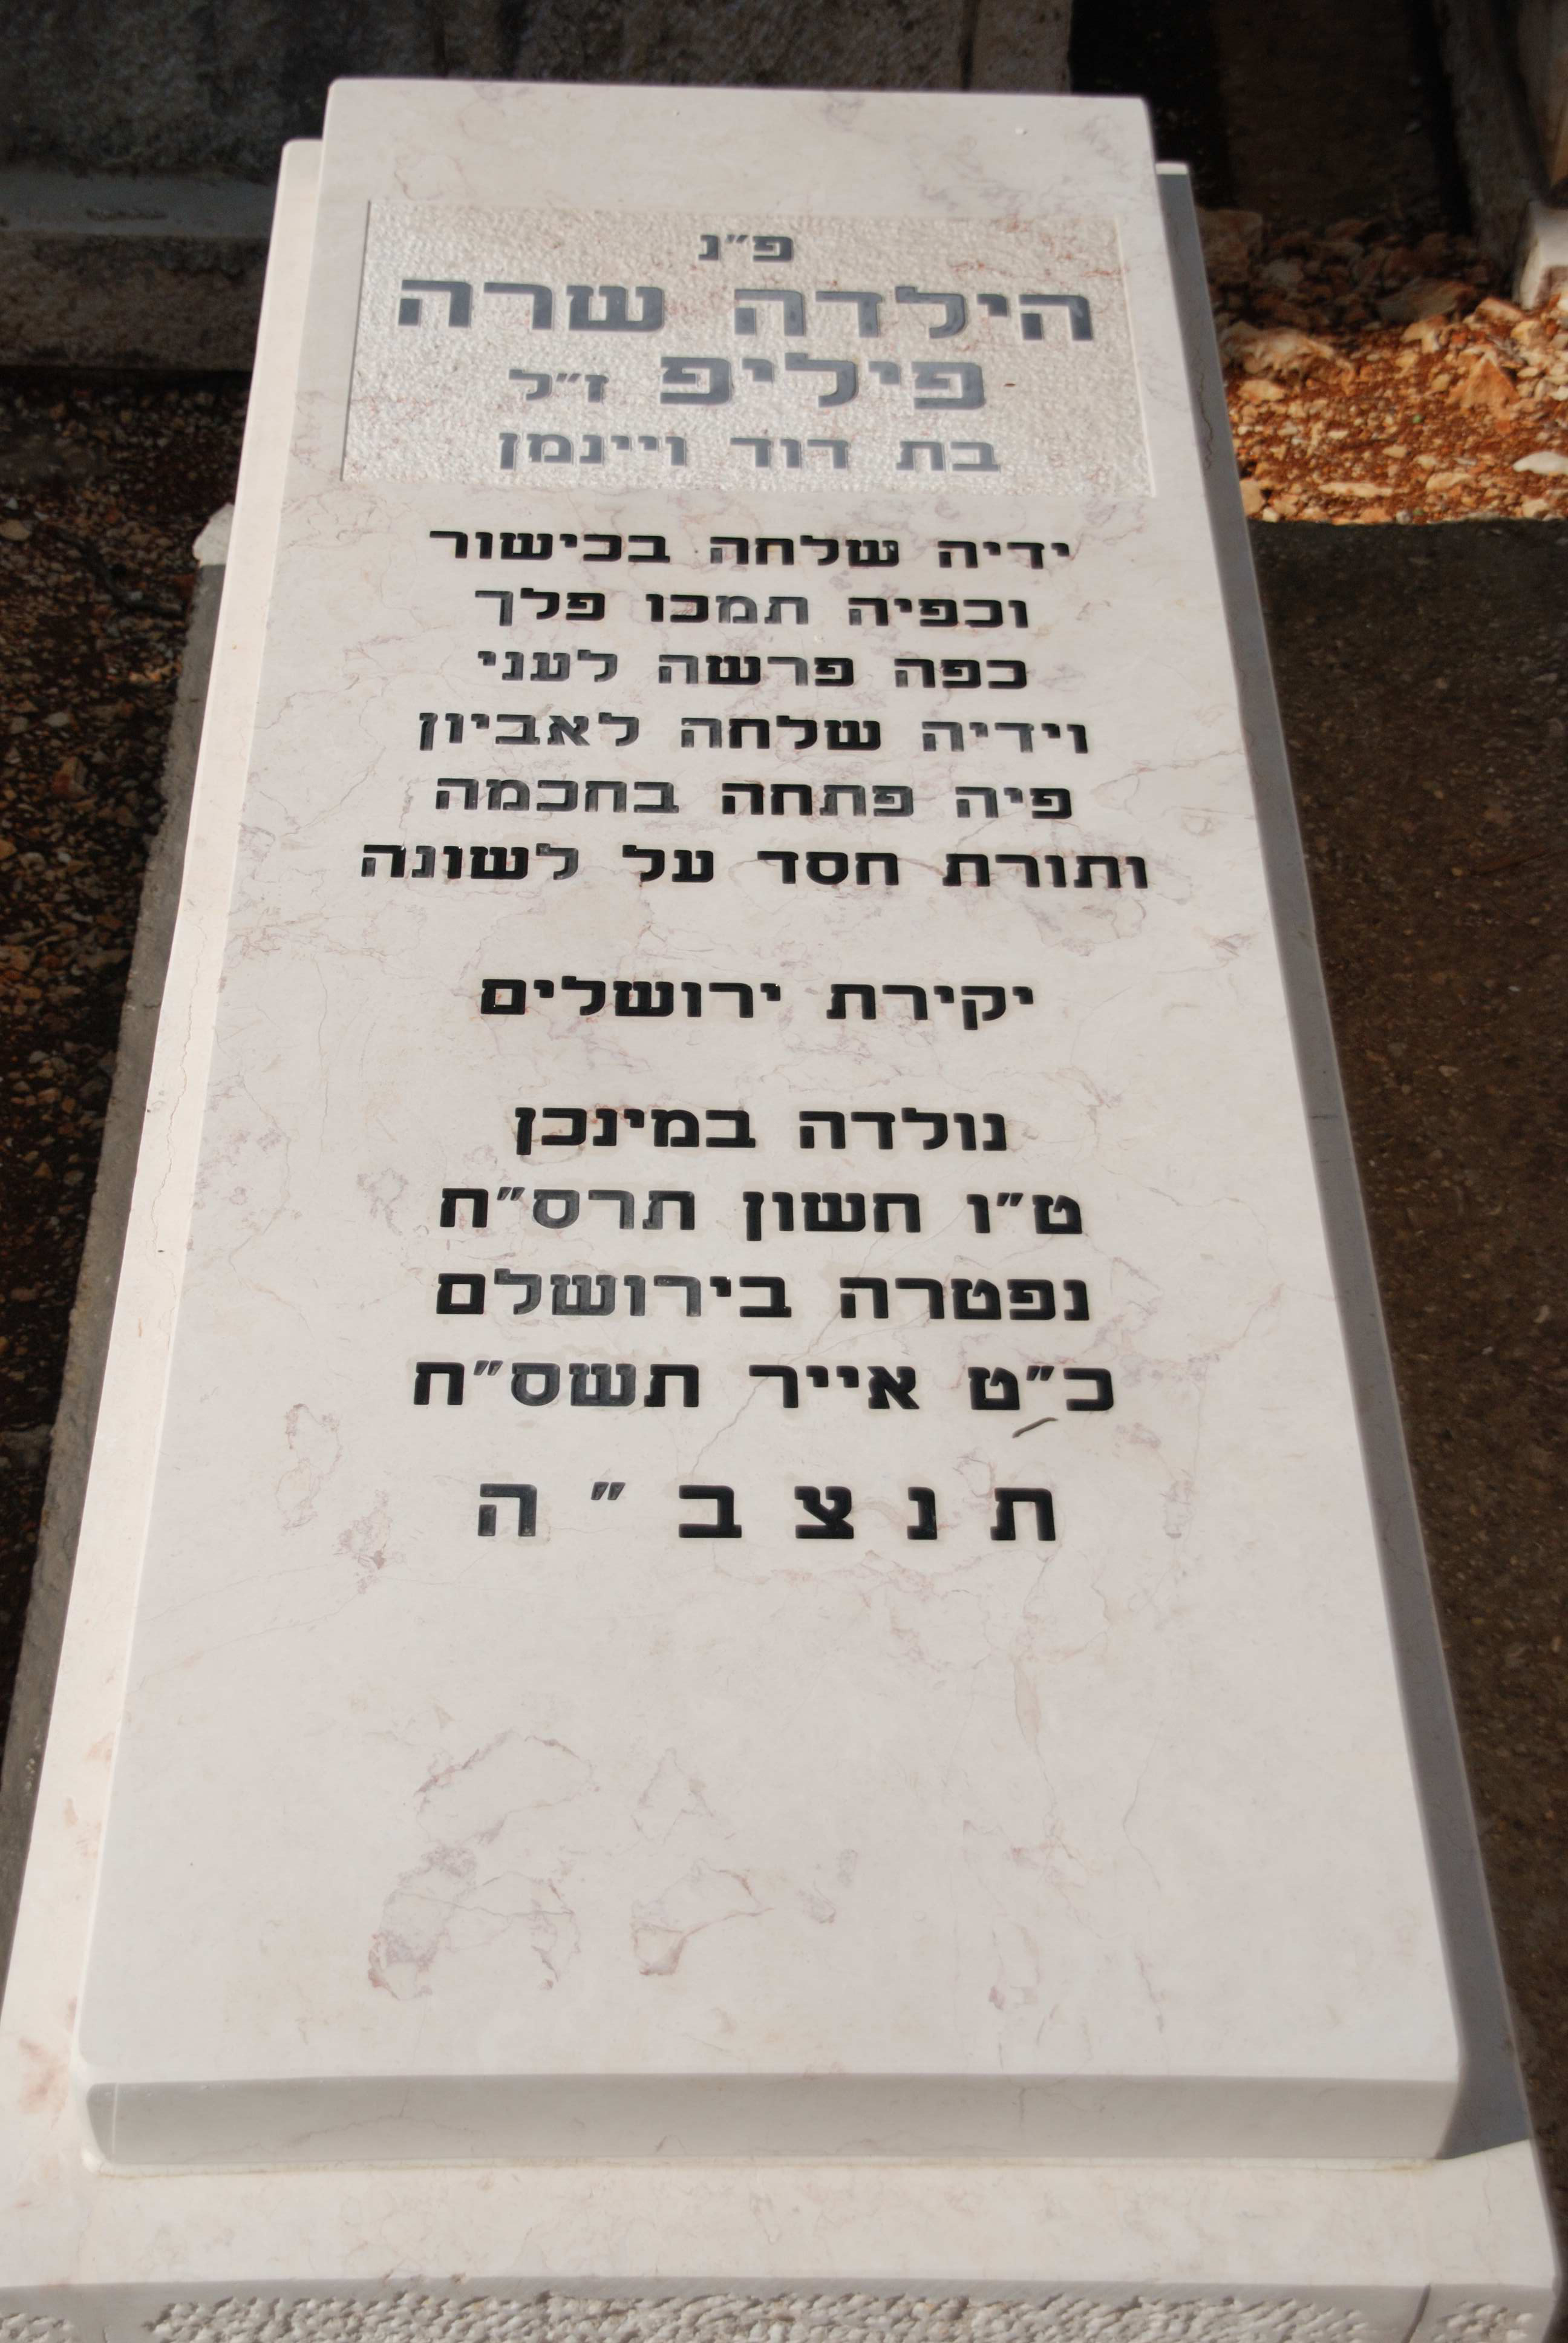 פ״נ
הילדה שרה
פיליפ ז״ל
בת דוד ויינמן
ידיה שלחה בכישור
וכפיה תמכו פלך
כפה פרשה לעני
וידיה שלחה לאביון
פיה פתחה בחכמה
ותורת חסד על לשונה
יקירת ירושלים
נולדה במינכן
ט״ו חשון תרס״ח
נפטרה בירושלם
כ״ט אייר תשס״ח
ת נ צ ב ״ ה